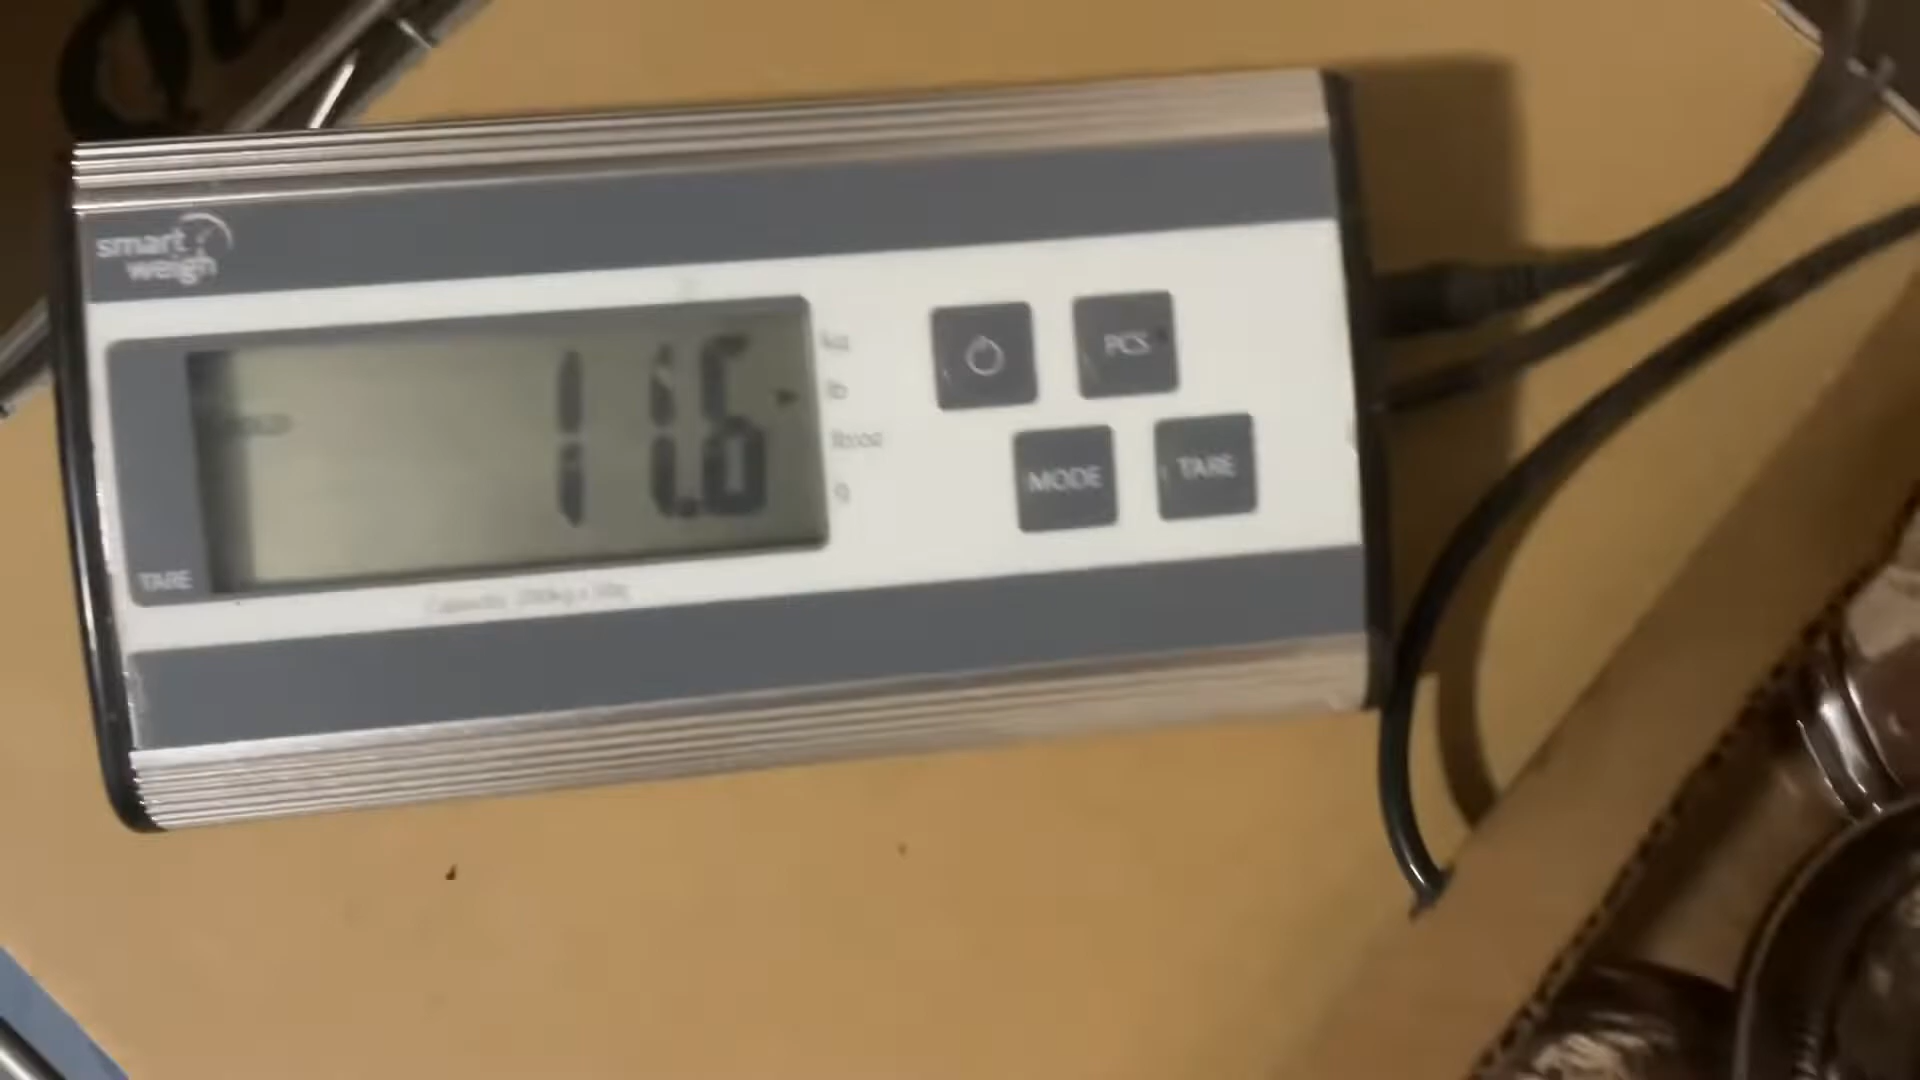 smart
weigh
11.6
kg
lb
lb:oz
g
PCS
MODE
TARE
TARE